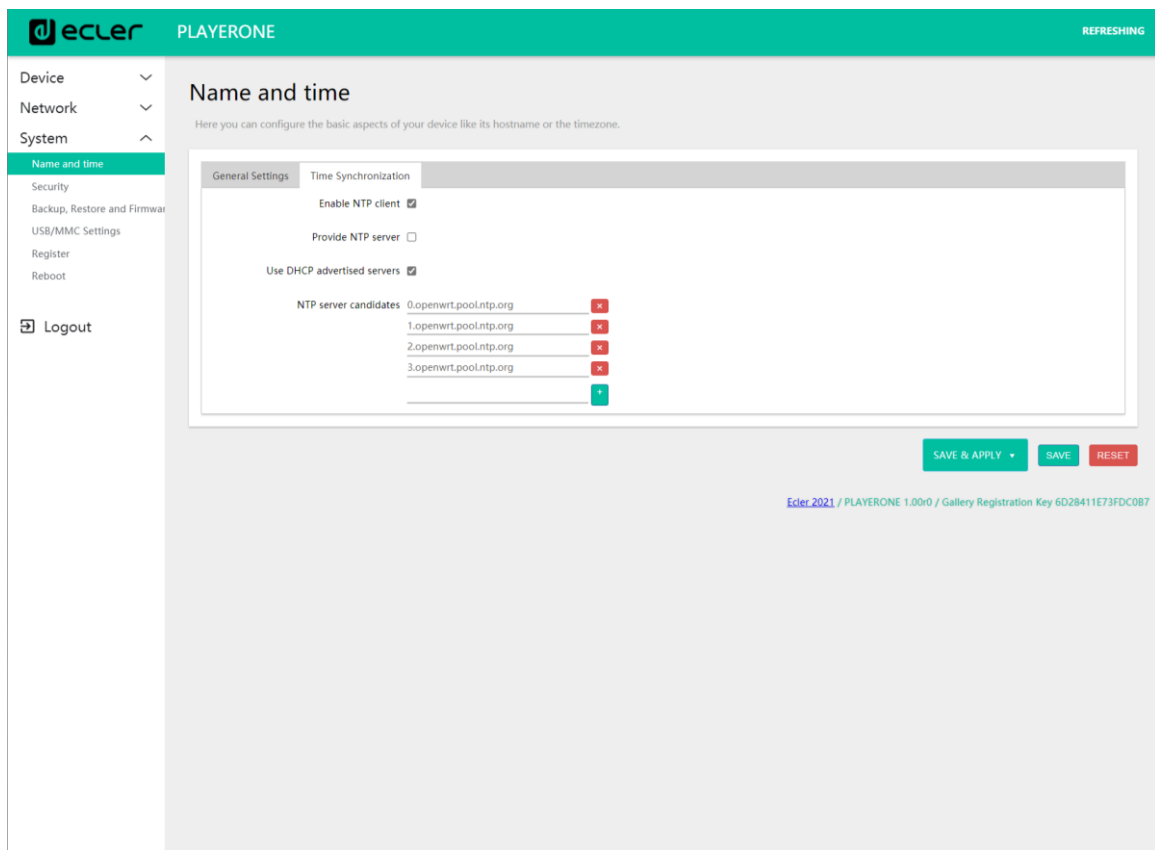 ecler PLAYERONE REFRESHING
Device
Network
System
Name and time
Security
Backup, Restore and Firmwar
USB/MMC Settings
Register
Reboot
Logout
Name and time
Here you can configure the basic aspects of your device like its hostname or the timezone.
General Settings Time Synchronization
Enable NTP client
Provide NTP server
Use DHCP advertised servers
NTP server candidates 0.openwrt.pool.ntp.org ×
1.openwrt.pool.ntp.org ×
2.openwrt.pool.ntp.org ×
3.openwrt.pool.ntp.org ×
+
SAVE & APPLY SAVE RESET
Ecler 2021 / PLAYERONE 1.00r0 / Gallery Registration Key 6D28411E73FDC0B7